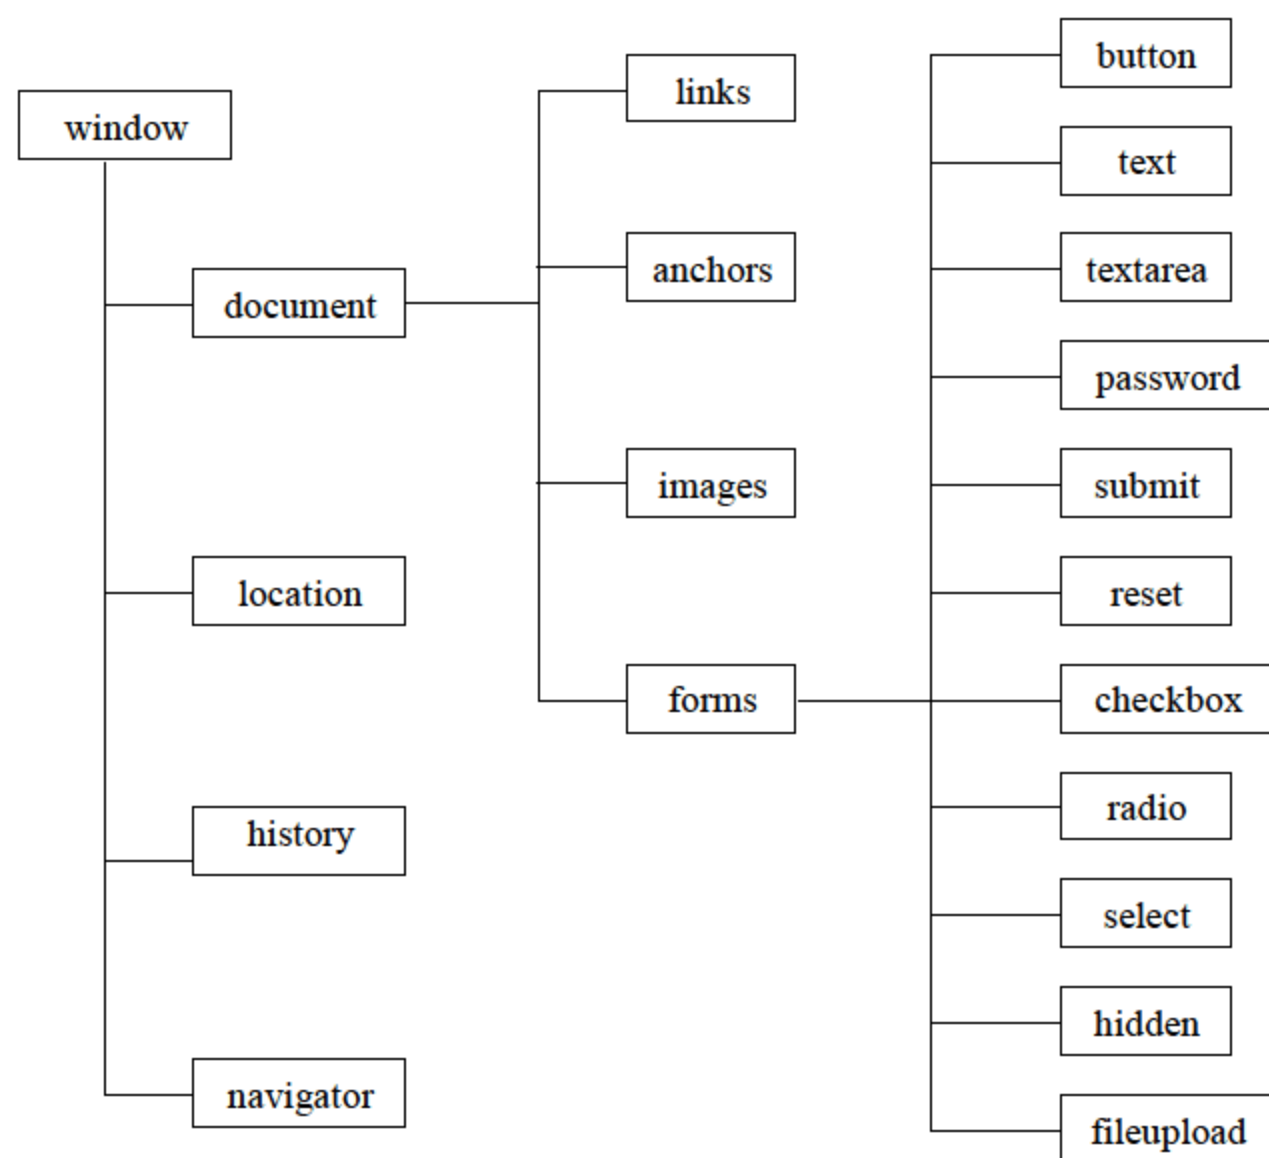 window
document
location
history
navigator
links
anchors
images
forms
button
text
textarea
password
submit
reset
checkbox
radio
select
hidden
fileupload